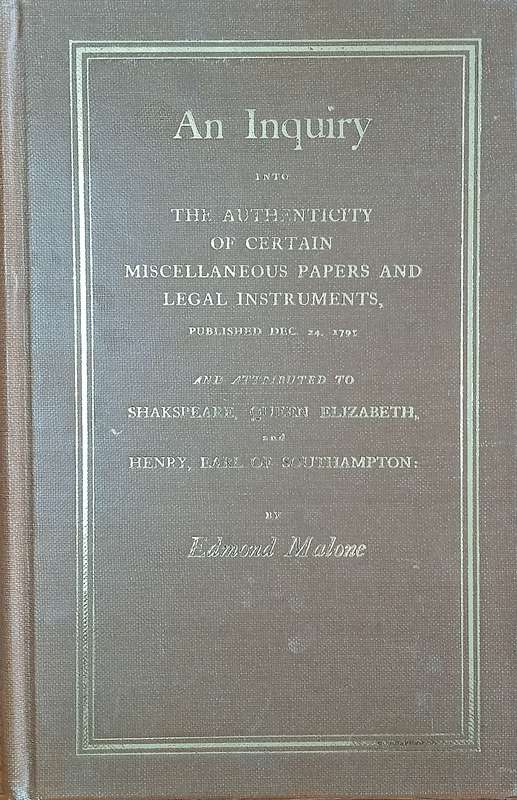 An Inquiry
INTO
THE AUTHENTICITY
OF CERTAIN
MISCELLANEOUS PAPERS AND
LEGAL INSTRUMENTS,
PUBLISHED DEC. 24, 1795
AND ATTRIBUTED TO
SHAKSPEARE, QUEEN ELIZABETH,
and
HENRY, EARL OF SOUTHAMPTON:
BY
Edmond Malone